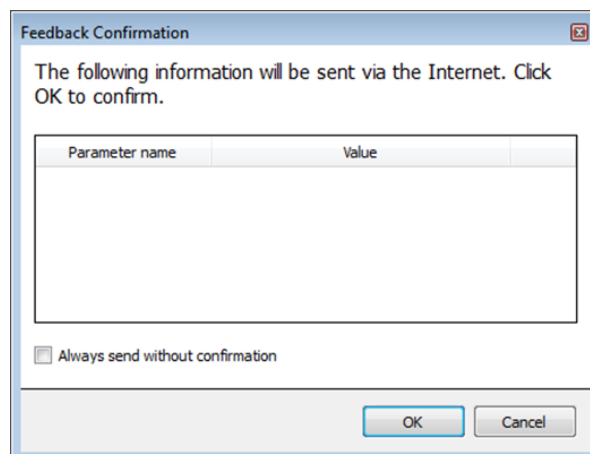 Feedback Confirmation
The following information will be sent via the Internet. Click
OK to confirm.
Parameter name Value
Always send without confirmation
OK Cancel